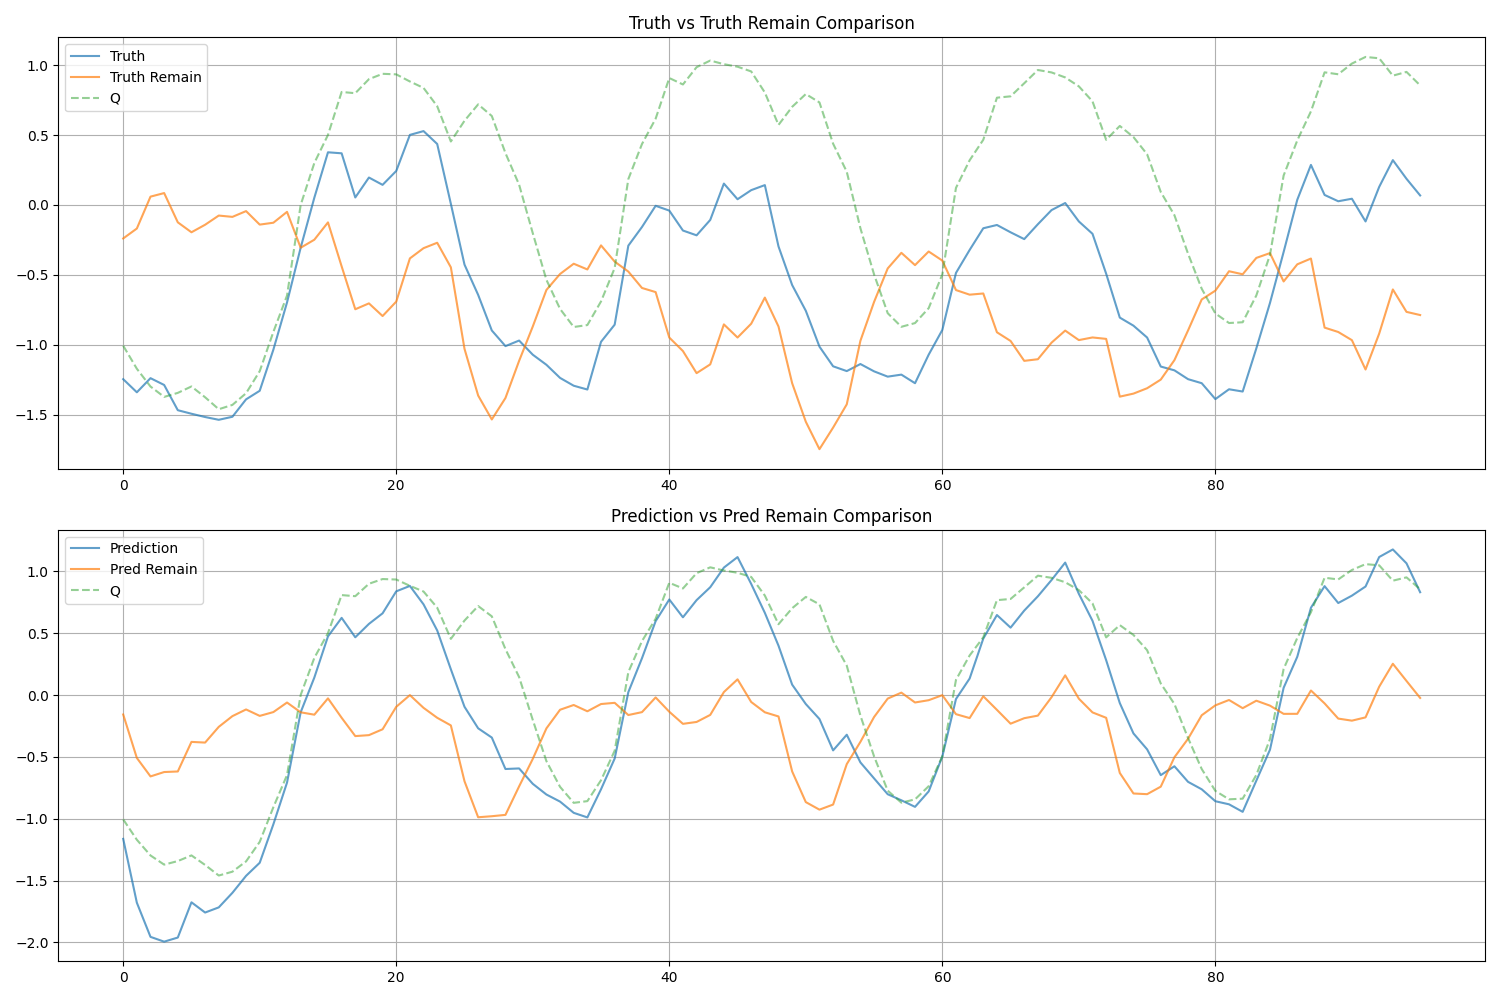 Truth vs Truth Remain Comparison
Truth
Truth Remain
Q
1.0
0.5
0.0
−0.5
−1.0
−1.5
0 20 40 60 80
Prediction vs Pred Remain Comparison
Prediction
Pred Remain
Q
1.0
0.5
0.0
−0.5
−1.0
−1.5
−2.0
0 20 40 60 80